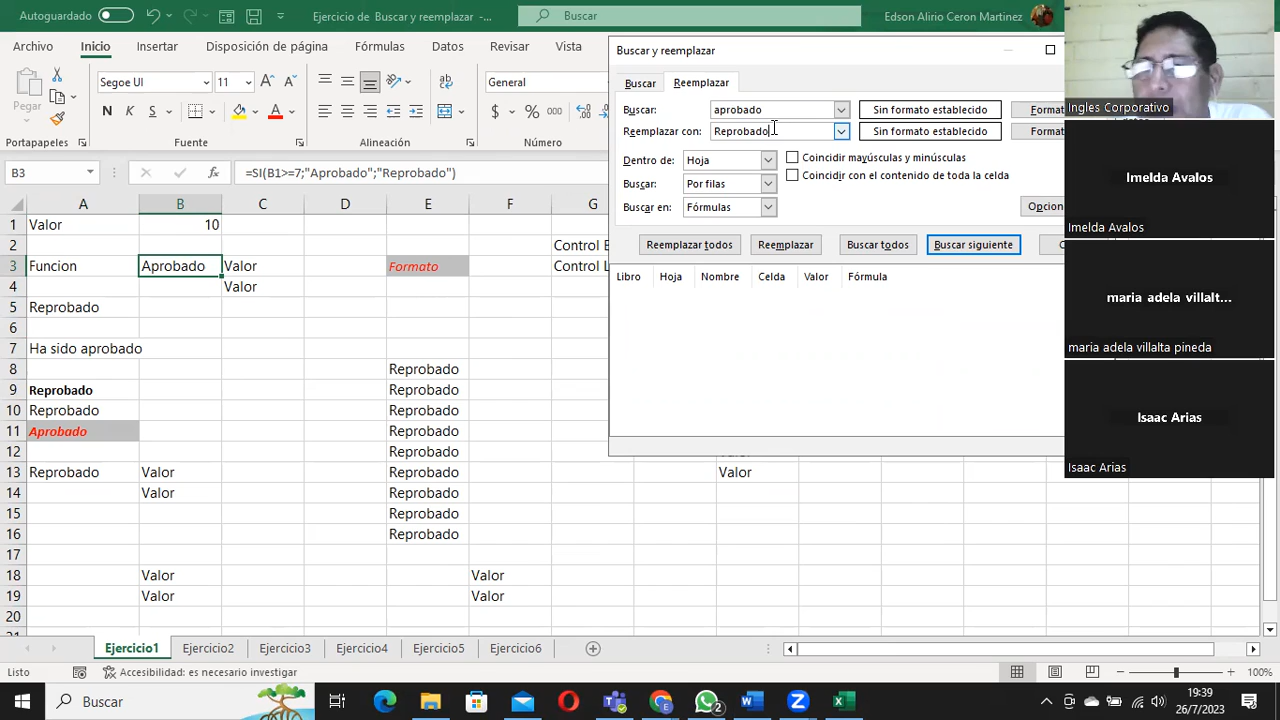 Autoguardado
Ejercicio de Buscar y reemplazar -...
Buscar
Edson Alirio Ceron Martinez
Archivo Inicio Insertar Disposición de página Fórmulas Datos Revisar Vista
Pegar
Segoe UI 11
General
N K S
$ % 000
Portapapeles Fuente Alineación
B3
=SI(B1>=7;"Aprobado";"Reprobado")
A B C D E F G
1 Valor 10
2
3 Funcion Aprobado Valor Formato
4 Valor
5 Reprobado
6
7 Ha sido aprobado
8 Reprobado
9 Reprobado Reprobado
10 Reprobado Reprobado
11 Aprobado Reprobado
12 Reprobado
13 Reprobado Valor Reprobado Valor
14 Valor Reprobado
15 Reprobado
16 Reprobado
17
18 Valor Valor
19 Valor Valor
20
Control
Control
Buscar y reemplazar
Buscar Reemplazar
Buscar: aprobado Sin formato establecido
Reemplazar con: Reprobado Sin formato establecido
Dentro de: Hoja Coincidir mayúsculas y minúsculas
Coincidir con el contenido de toda la celda
Buscar: Por filas
Buscar en: Fórmulas
Reemplazar todos Reemplazar Buscar todos Buscar siguiente
Libro Hoja Nombre Celda Valor Fórmula
Ingles Corporativo
Imelda Avalos
Imelda Avalos
maria adela villalt...
maria adela villalta pineda
Isaac Arias
Isaac Arias
Ejercicio1 Ejercicio2 Ejercicio3 Ejercicio4 Ejercicio5 Ejercicio6
Listo Accesibilidad: es necesario investigar 100%
Buscar
2
19:39
26/7/2023